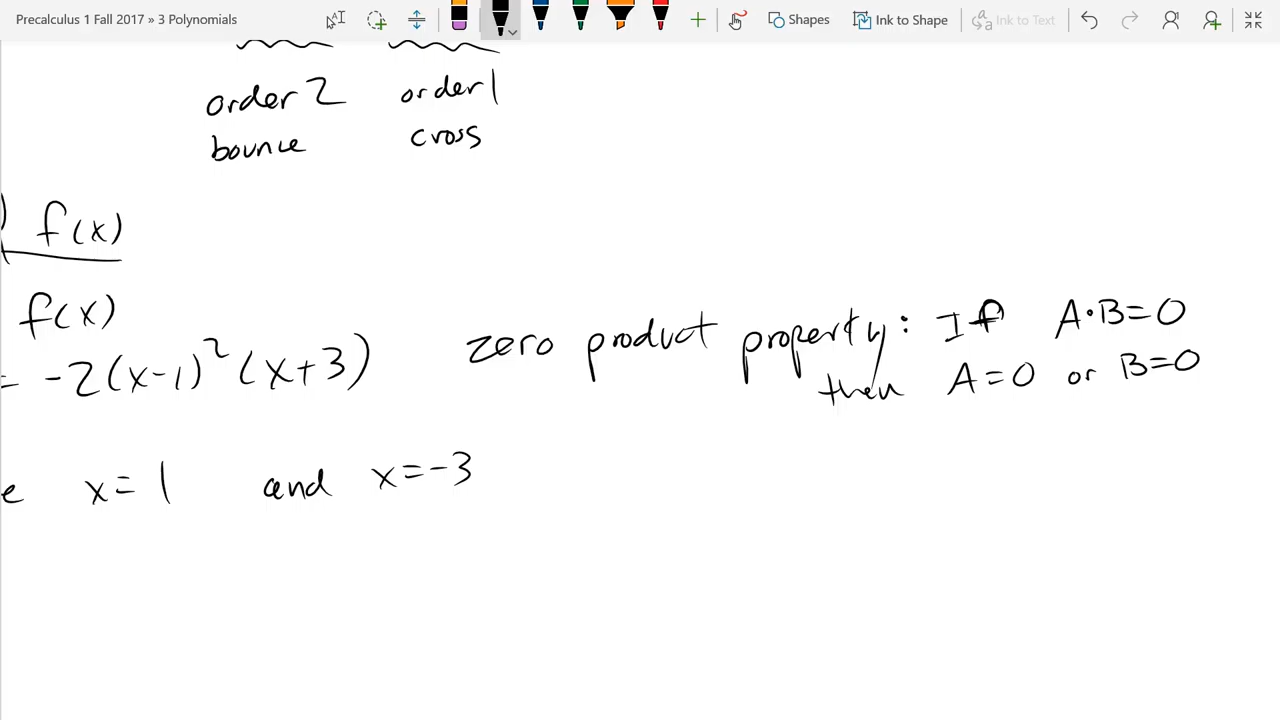 Precalculus 1 Fall 2017 » 3 Polynomials
Shapes
Ink to Shape
Ink to Text
order 2 order 1
bounce cross
) f(x)
f(x)
= -2(x-1)² (x+3)
zero product property: If A·B=0
then A=0 or B=0
e x=1 and x=-3